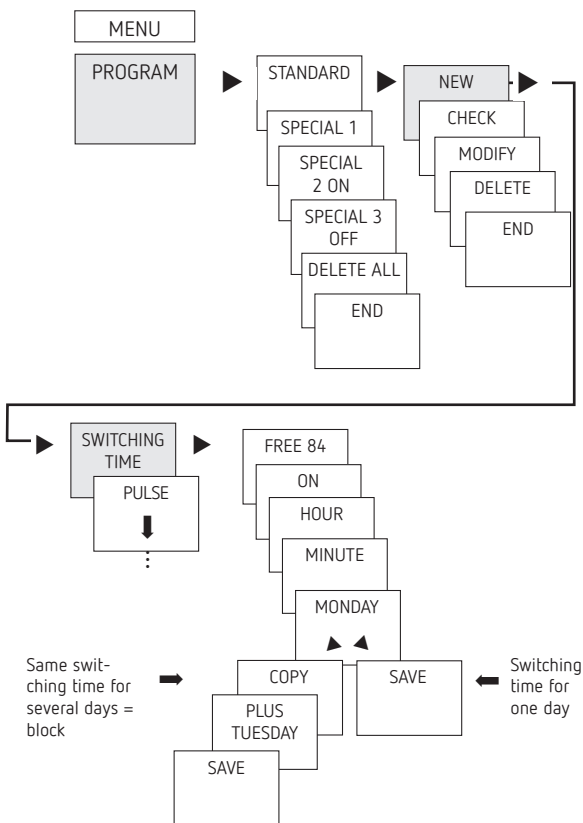 MENU
PROGRAM
STANDARD
SPECIAL 1
SPECIAL
2 ON
SPECIAL 3
OFF
DELETE ALL
END
NEW
CHECK
MODIFY
DELETE
END
SWITCHING
TIME
PULSE
FREE 84
ON
HOUR
MINUTE
MONDAY
Same swit-
ching time for
several days =
block
COPY
PLUS
TUESDAY
SAVE
SAVE
Switching
time for
one day